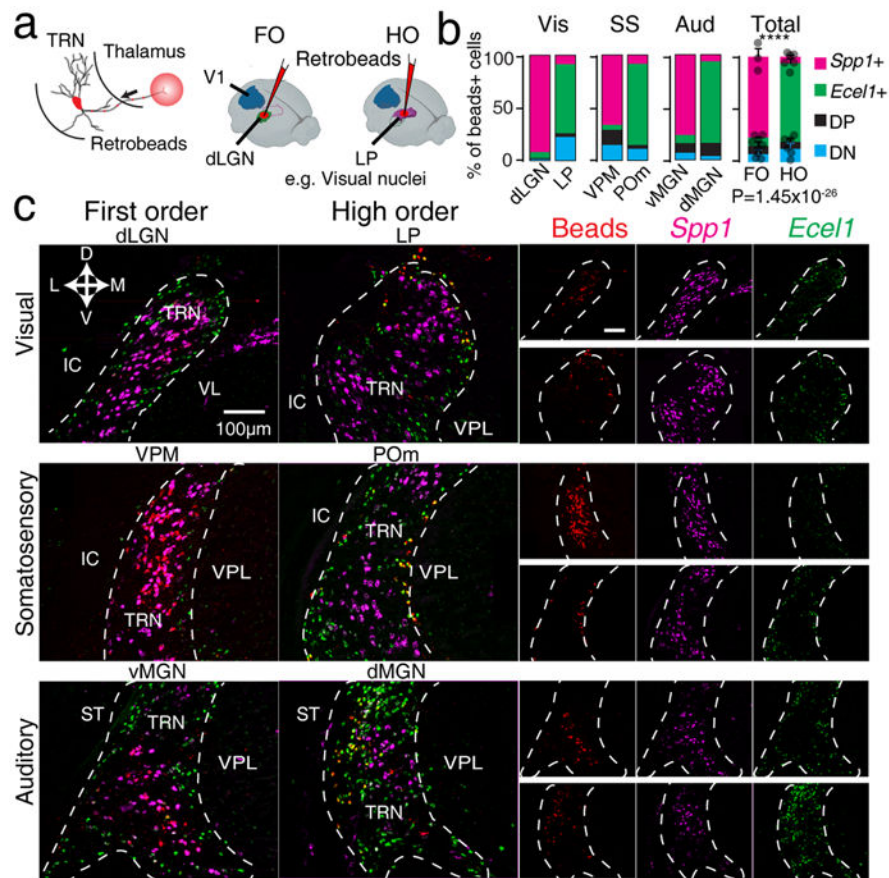 a
TRN
Thalamus
Retrobeads
FO
HO
Retrobeads
V1
dLGN
LP
e.g. Visual nuclei
b
Vis
SS
Aud
Total
% of beads+ cells
100
50
0
****
dLGN
LP
VPM
POm
vMGN
dMGN
FO
HO
P=1.45x10-26
Spp1+
Ecel1+
DP
DN
c
First order
High order
dLGN
LP
Beads
Spp1
Ecel1
Visual
D
L
M
V
TRN
IC
VL
100µm
IC
TRN
VPL
VPM
POm
Somatosensory
IC
VPL
TRN
IC
TRN
VPL
vMGN
dMGN
Auditory
ST
TRN
VPL
ST
VPL
TRN